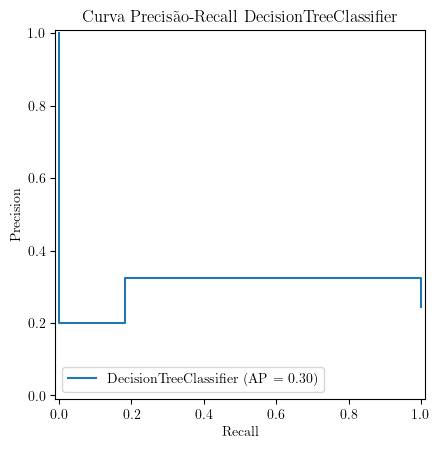 Curva Precisão-Recall DecisionTreeClassifier
1.0
0.8
0.6
0.4
0.2
0.0
Precision
DecisionTreeClassifier (AP = 0.30)
0.0 0.2 0.4 0.6 0.8 1.0
Recall